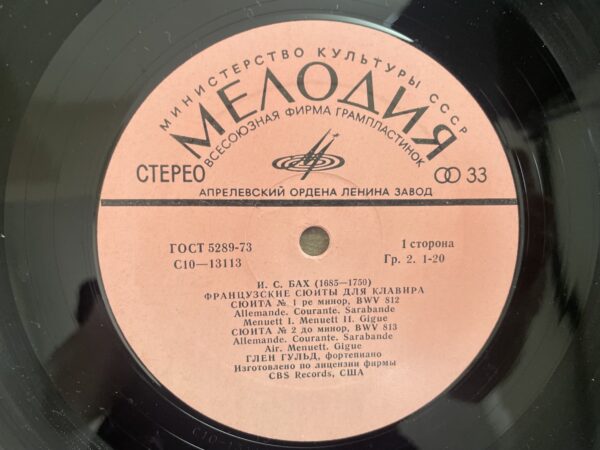 МИНИСТЕРСТВО КУЛЬТУРЫ СССР
МЕЛОДИЯ
ВСЕСОЮЗНАЯ ФИРМА ГРАМПЛАСТИНОК
СТЕРЕО
33
АПРЕЛЕВСКИЙ ОРДЕНА ЛЕНИНА ЗАВОД
ГОСТ 5289-73
1 сторона
С10—13113
Гр. 2. 1-20
И. С. БАХ (1685—1750)
ФРАНЦУЗСКИЕ СЮИТЫ ДЛЯ КЛАВИРА
СЮИТА № 1 ре минор, BWV 812
Allemande. Courante. Sarabande
Menuett I. Menuett II. Gigue
СЮИТА № 2 до минор, BWV 813
Allemande. Courante. Sarabande
Air. Menuett. Gigue
ГЛЕН ГУЛЬД, фортепиано
Изготовлено по лицензии фирмы
CBS Records, США